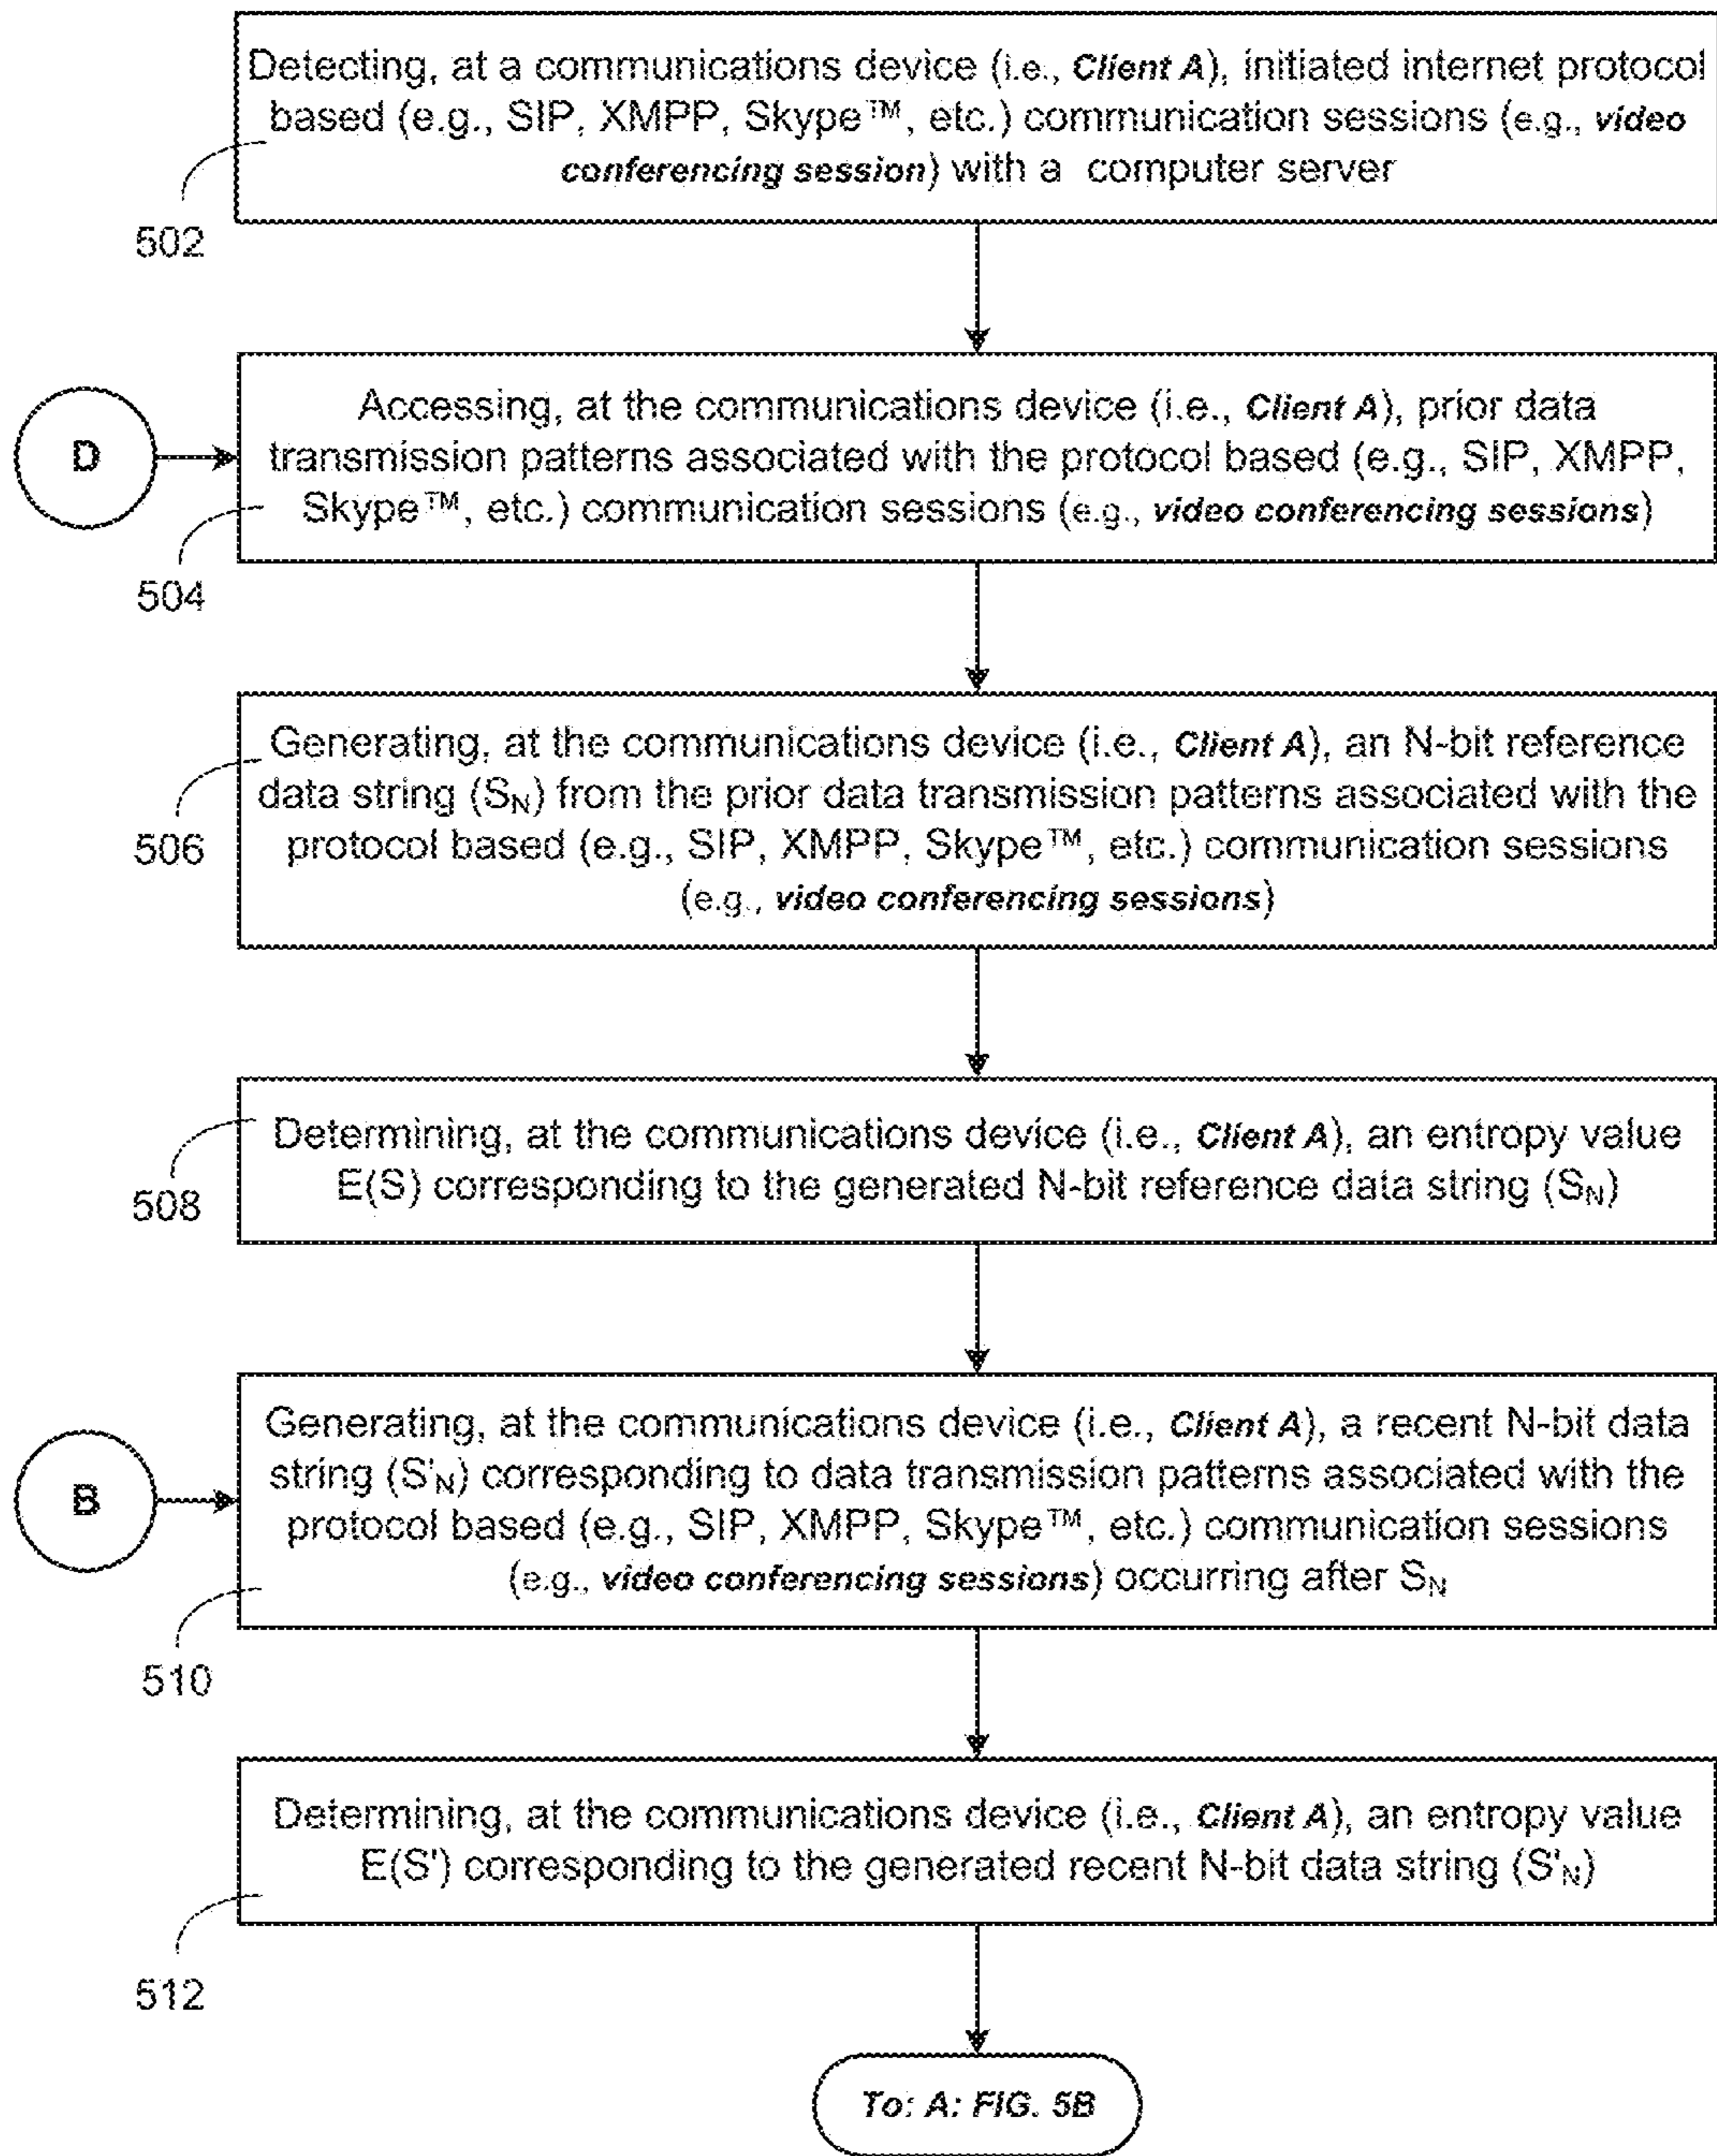 Detecting, at a communications device (i.e., Client A), initiated internet protocol
based (e.g., SIP, XMPP, Skype™, etc.) communication sessions (e.g., video
conferencing session) with a computer server
502
D
Accessing, at the communications device (i.e., Client A), prior data
transmission patterns associated with the protocol based (e.g., SIP, XMPP,
Skype™, etc.) communication sessions (e.g., video conferencing sessions)
504
Generating, at the communications device (i.e., Client A), an N-bit reference
data string (S_N) from the prior data transmission patterns associated with the
protocol based (e.g., SIP, XMPP, Skype™, etc.) communication sessions
(e.g., video conferencing sessions)
506
Determining, at the communications device (i.e., Client A), an entropy value
E(S) corresponding to the generated N-bit reference data string (S_N)
508
B
Generating, at the communications device (i.e., Client A), a recent N-bit data
string (S'_N) corresponding to data transmission patterns associated with the
protocol based (e.g., SIP, XMPP, Skype™, etc.) communication sessions
(e.g., video conferencing sessions) occurring after S_N
510
Determining, at the communications device (i.e., Client A), an entropy value
E(S') corresponding to the generated recent N-bit data string (S'_N)
512
To: A: FIG. 5B